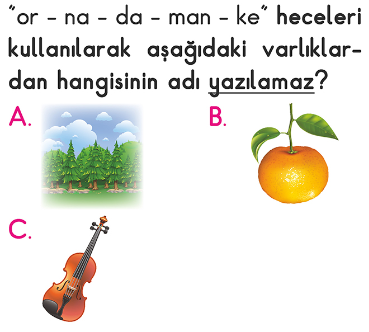 "or - na - da - man - ke" heceleri
kullanılarak aşağıdaki varlıklar-
dan hangisinin adı yazılamaz?
A.
B.
C.